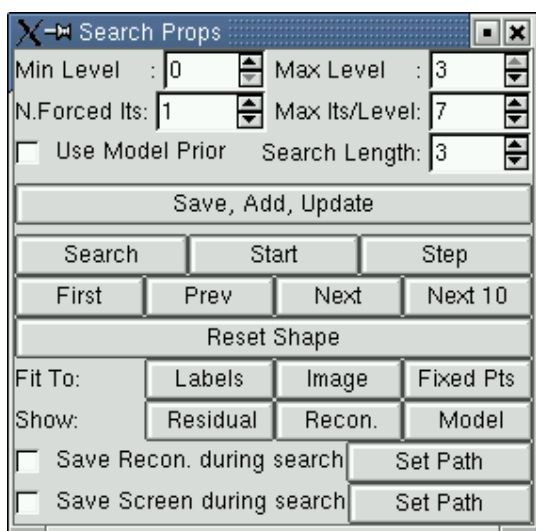 Search Props
Min Level : 0 Max Level : 3
N.Forced Its: 1 Max Its/Level: 7
Use Model Prior Search Length: 3
Save, Add, Update
Search Start Step
First Prev Next Next 10
Reset Shape
Fit To: Labels Image Fixed Pts
Show: Residual Recon. Model
Save Recon. during search Set Path
Save Screen during search Set Path